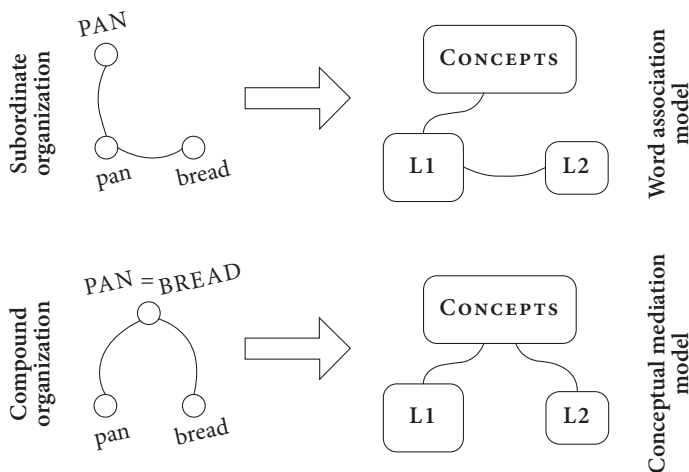 Subordinate
organization
PAN
pan
bread
CONCEPTS
L1
L2
Word association
model
Compound
organization
PAN = BREAD
pan
bread
CONCEPTS
L1
L2
Conceptual mediation
model